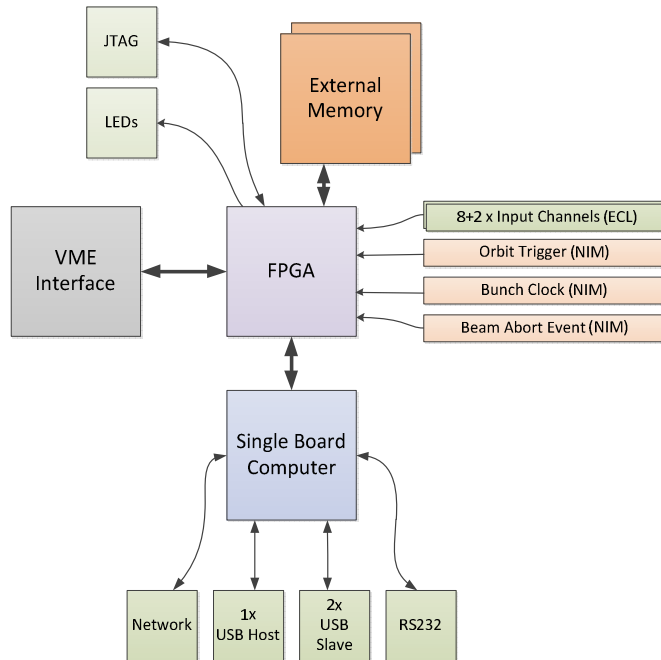 JTAG
External
Memory
LEDs
8+2 x Input Channels (ECL)
VME
Interface
FPGA
Orbit Trigger (NIM)
Bunch Clock (NIM)
Beam Abort Event (NIM)
Single Board
Computer
Network
1x
USB Host
2x
USB
Slave
RS232